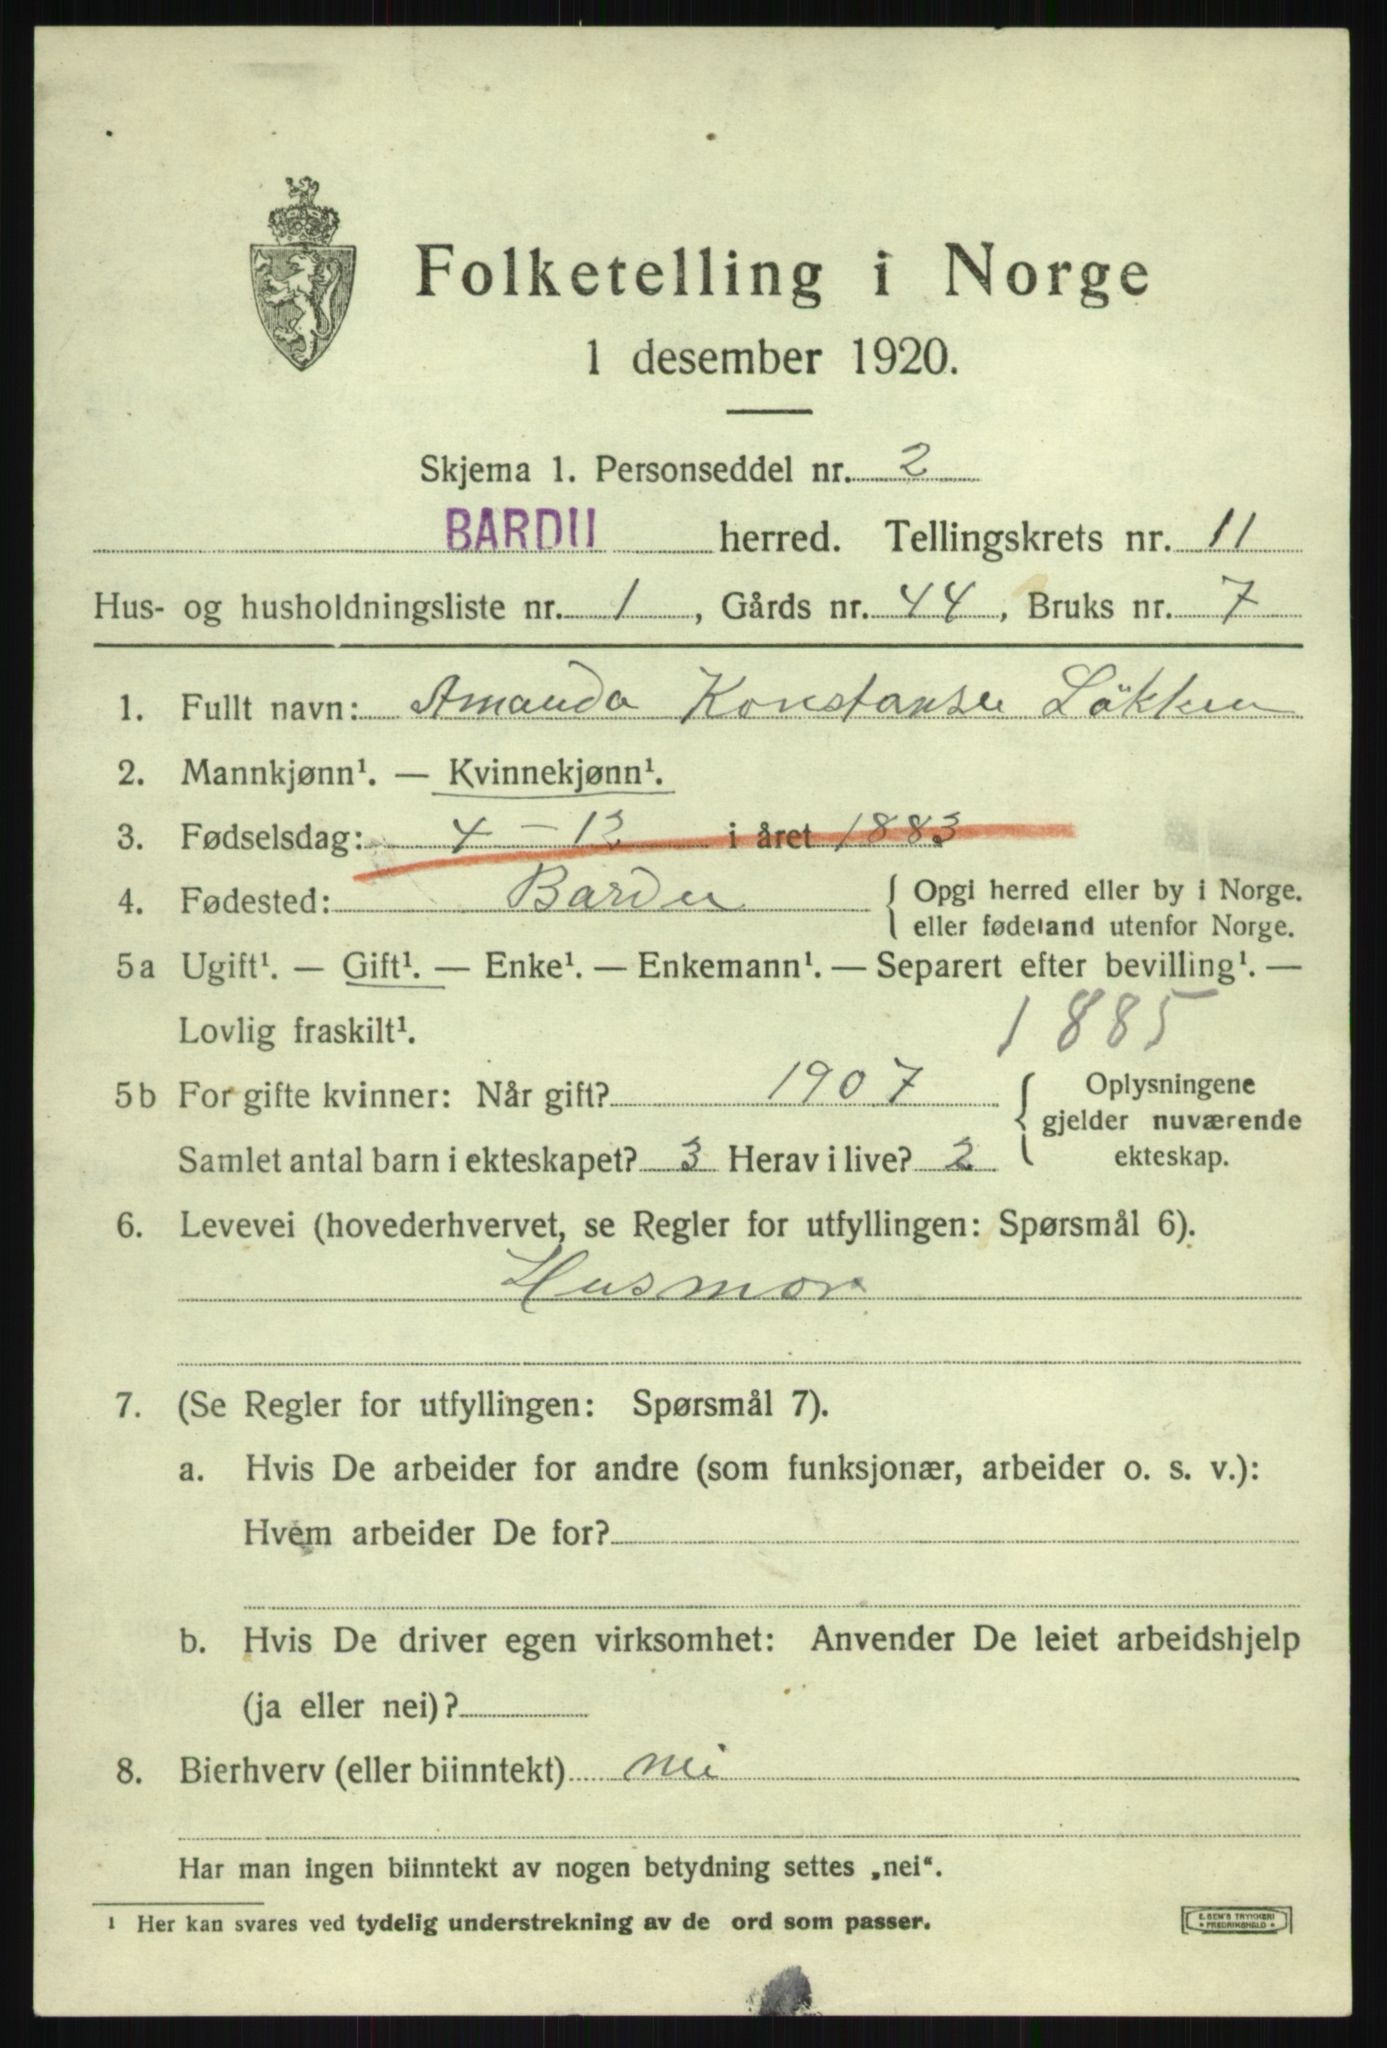 Folketelling i Norge
1 desember 1920.
Skjema 1. Personseddel nr. 2
BARDU herred. Tellingskrets nr. 11
Hus- og husholdningsliste nr. 1, Gårds nr. 44, Bruks nr. 7
1. Fullt navn: Amanda Konstanse Lökken
2. Mannkjønn¹. — Kvinnekjønn¹.
3. Fødselsdag: 4 - 12 i året 1883
4. Fødested: Bardu { Opgi herred eller by i Norge.
eller fødeland utenfor Norge.
5a Ugift¹. — Gift¹. — Enke¹. — Enkemann¹. — Separert efter bevilling¹. —
Lovlig fraskilt¹. 1885
5b For gifte kvinner: Når gift? 1907 { Oplysningene
gjelder nuværende
Samlet antal barn i ekteskapet? 3 Herav i live? 2 ekteskap.
6. Levevei (hovederhvervet, se Regler for utfyllingen: Spørsmål 6).
Husmor
7. (Se Regler for utfyllingen: Spørsmål 7).
a. Hvis De arbeider for andre (som funksjonær, arbeider o. s. v.):
Hvem arbeider De for?
b. Hvis De driver egen virksomhet: Anvender De leiet arbeidshjelp
(ja eller nei)?
8. Bierhverv (eller biinntekt) nei
Har man ingen biinntekt av nogen betydning settes „nei“.
¹ Her kan svares ved tydelig understrekning av de ord som passer.
E. SEM'S TRYKKERI
FREDRIKSHALD